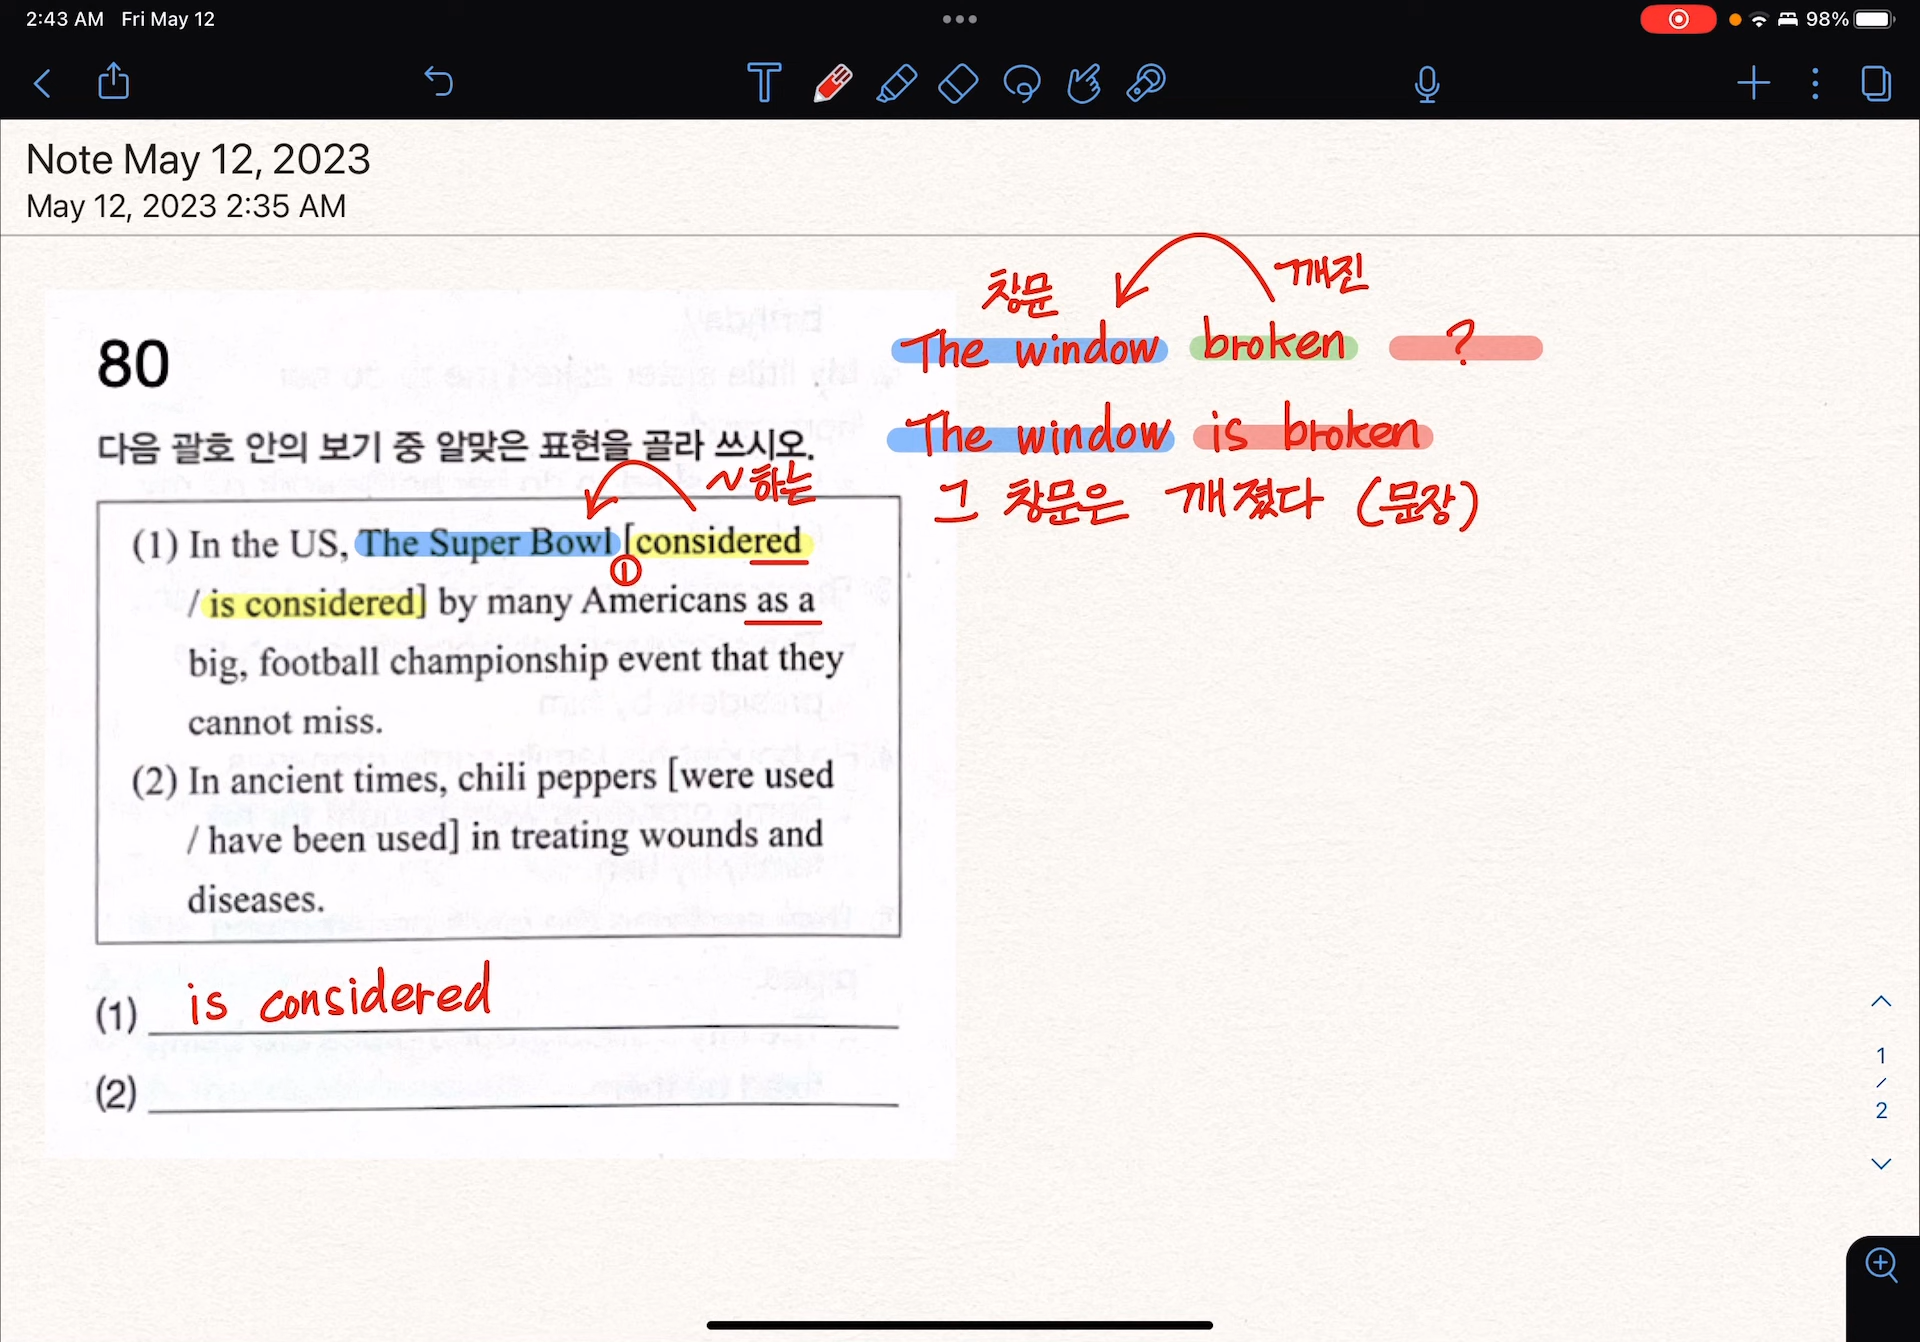 2:43 AM Fri May 12
98%
Note May 12, 2023
May 12, 2023 2:35 AM
80
다음 괄호 안의 보기 중 알맞은 표현을 골라 쓰시오.
~하는
(1) In the US, The Super Bowl [considered
①
/ is considered] by many Americans as a
big, football championship event that they
cannot miss.
(2) In ancient times, chili peppers [were used
/ have been used] in treating wounds and
diseases.
(1) is considered
(2)
창문 깨진
The window broken ?
The window is broken
그 창문은 깨졌다 (문장)
1
/
2